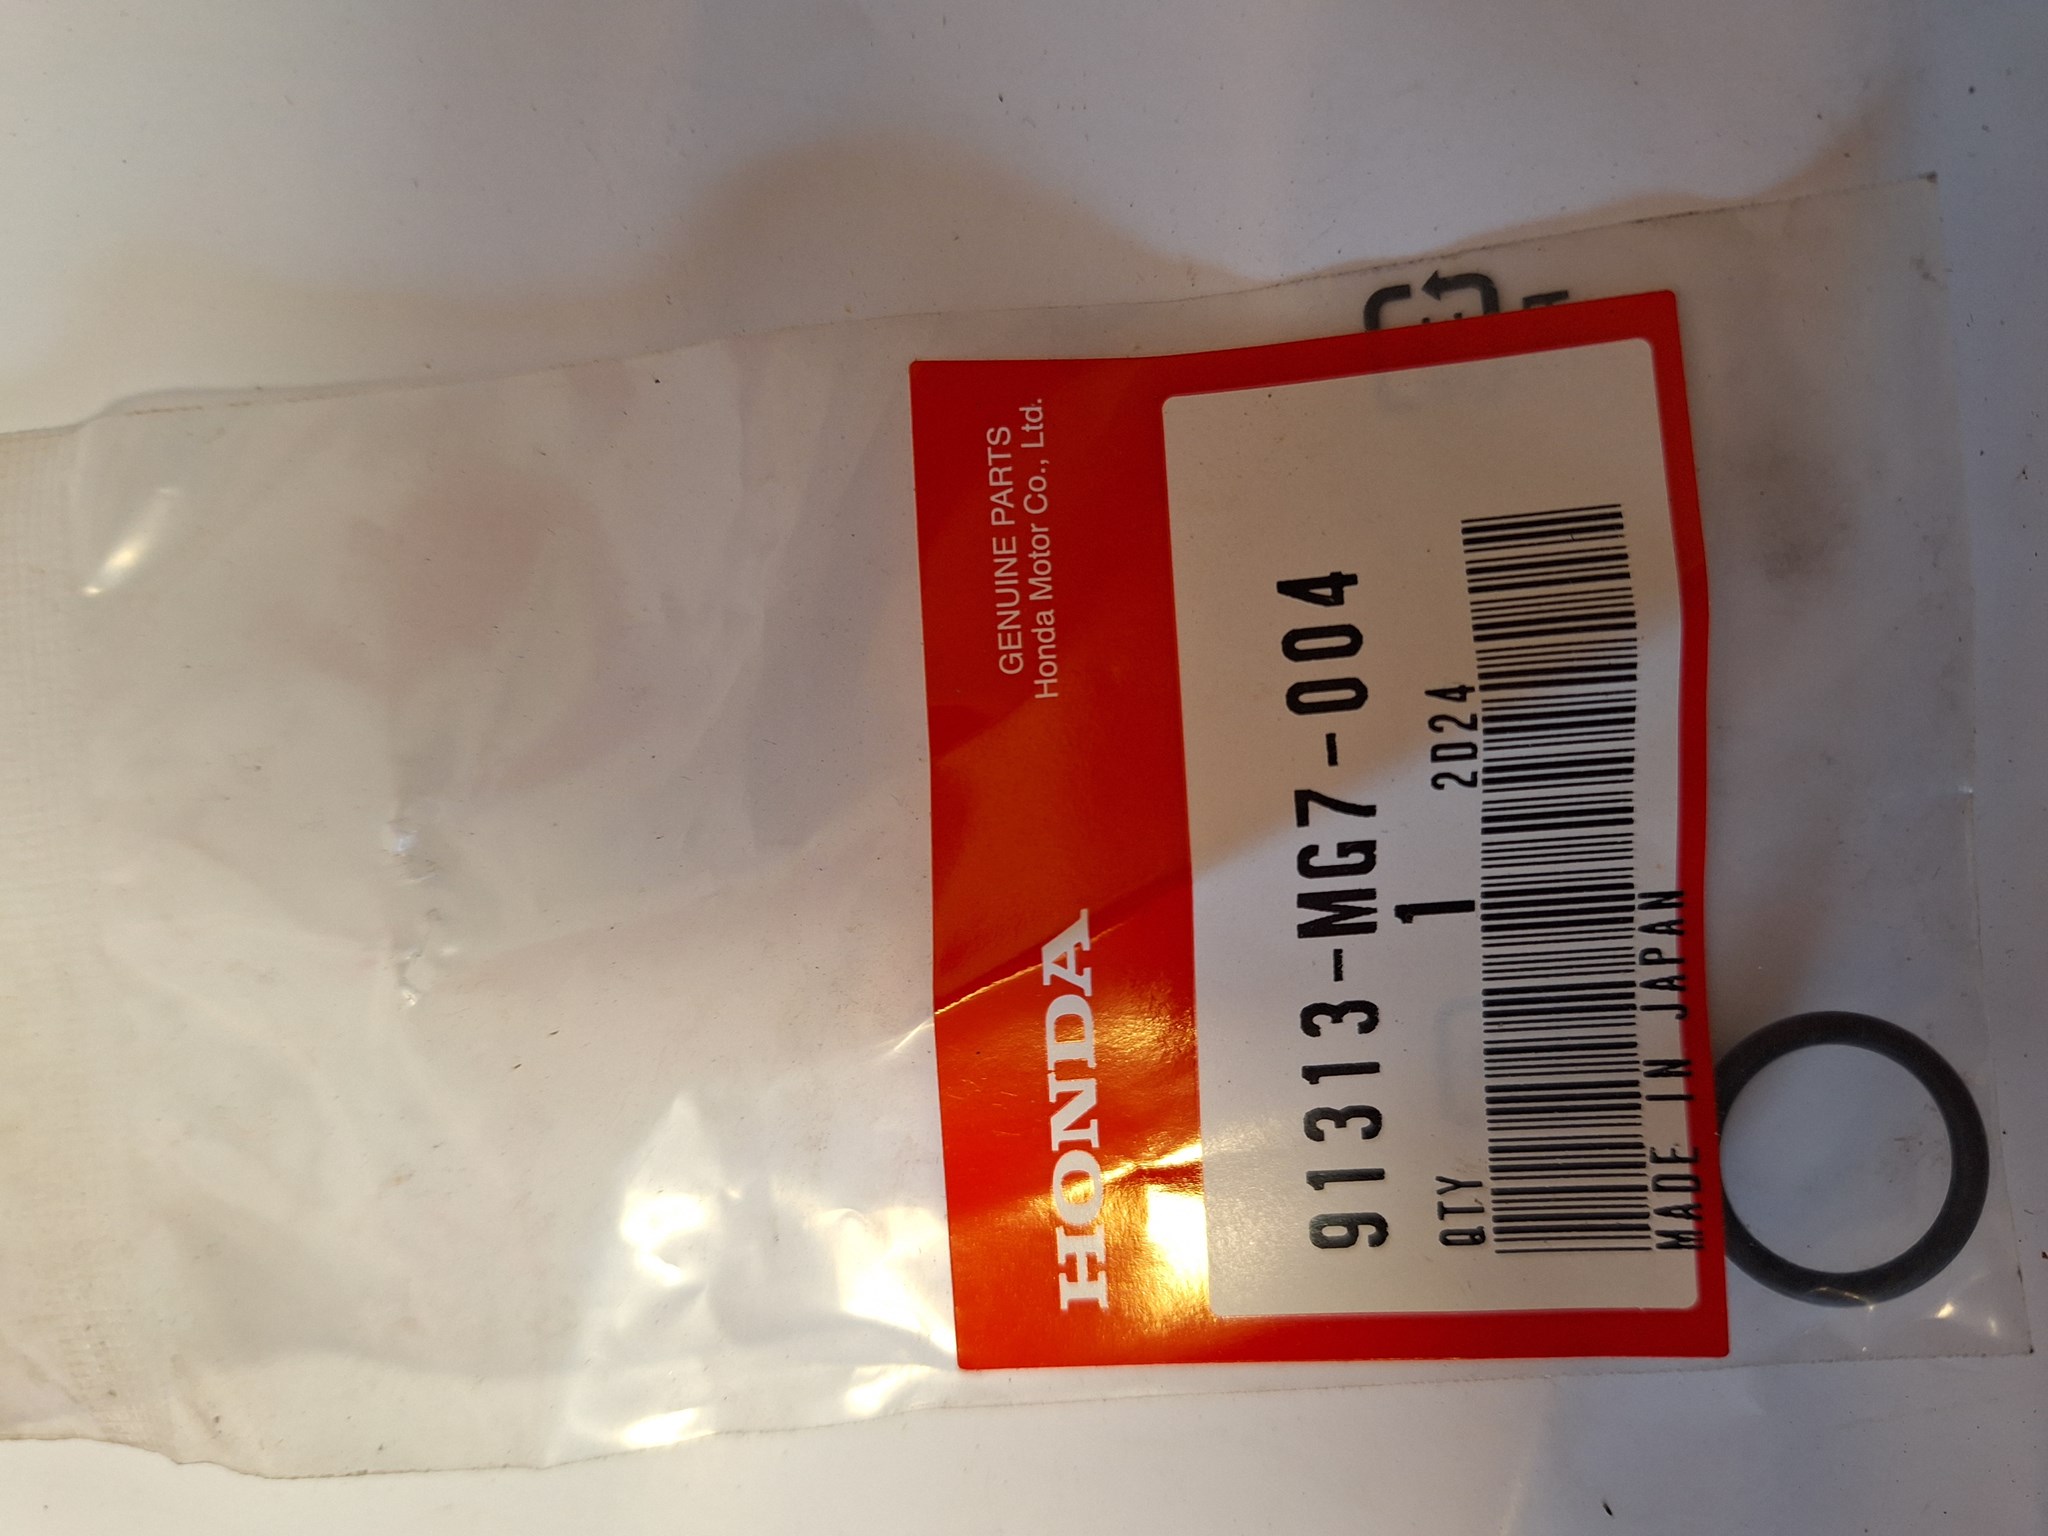 HONDA
GENUINE PARTS
Honda Motor Co., Ltd.
91313-MG7-004
QTY 1 2D24
MADE IN JAPAN